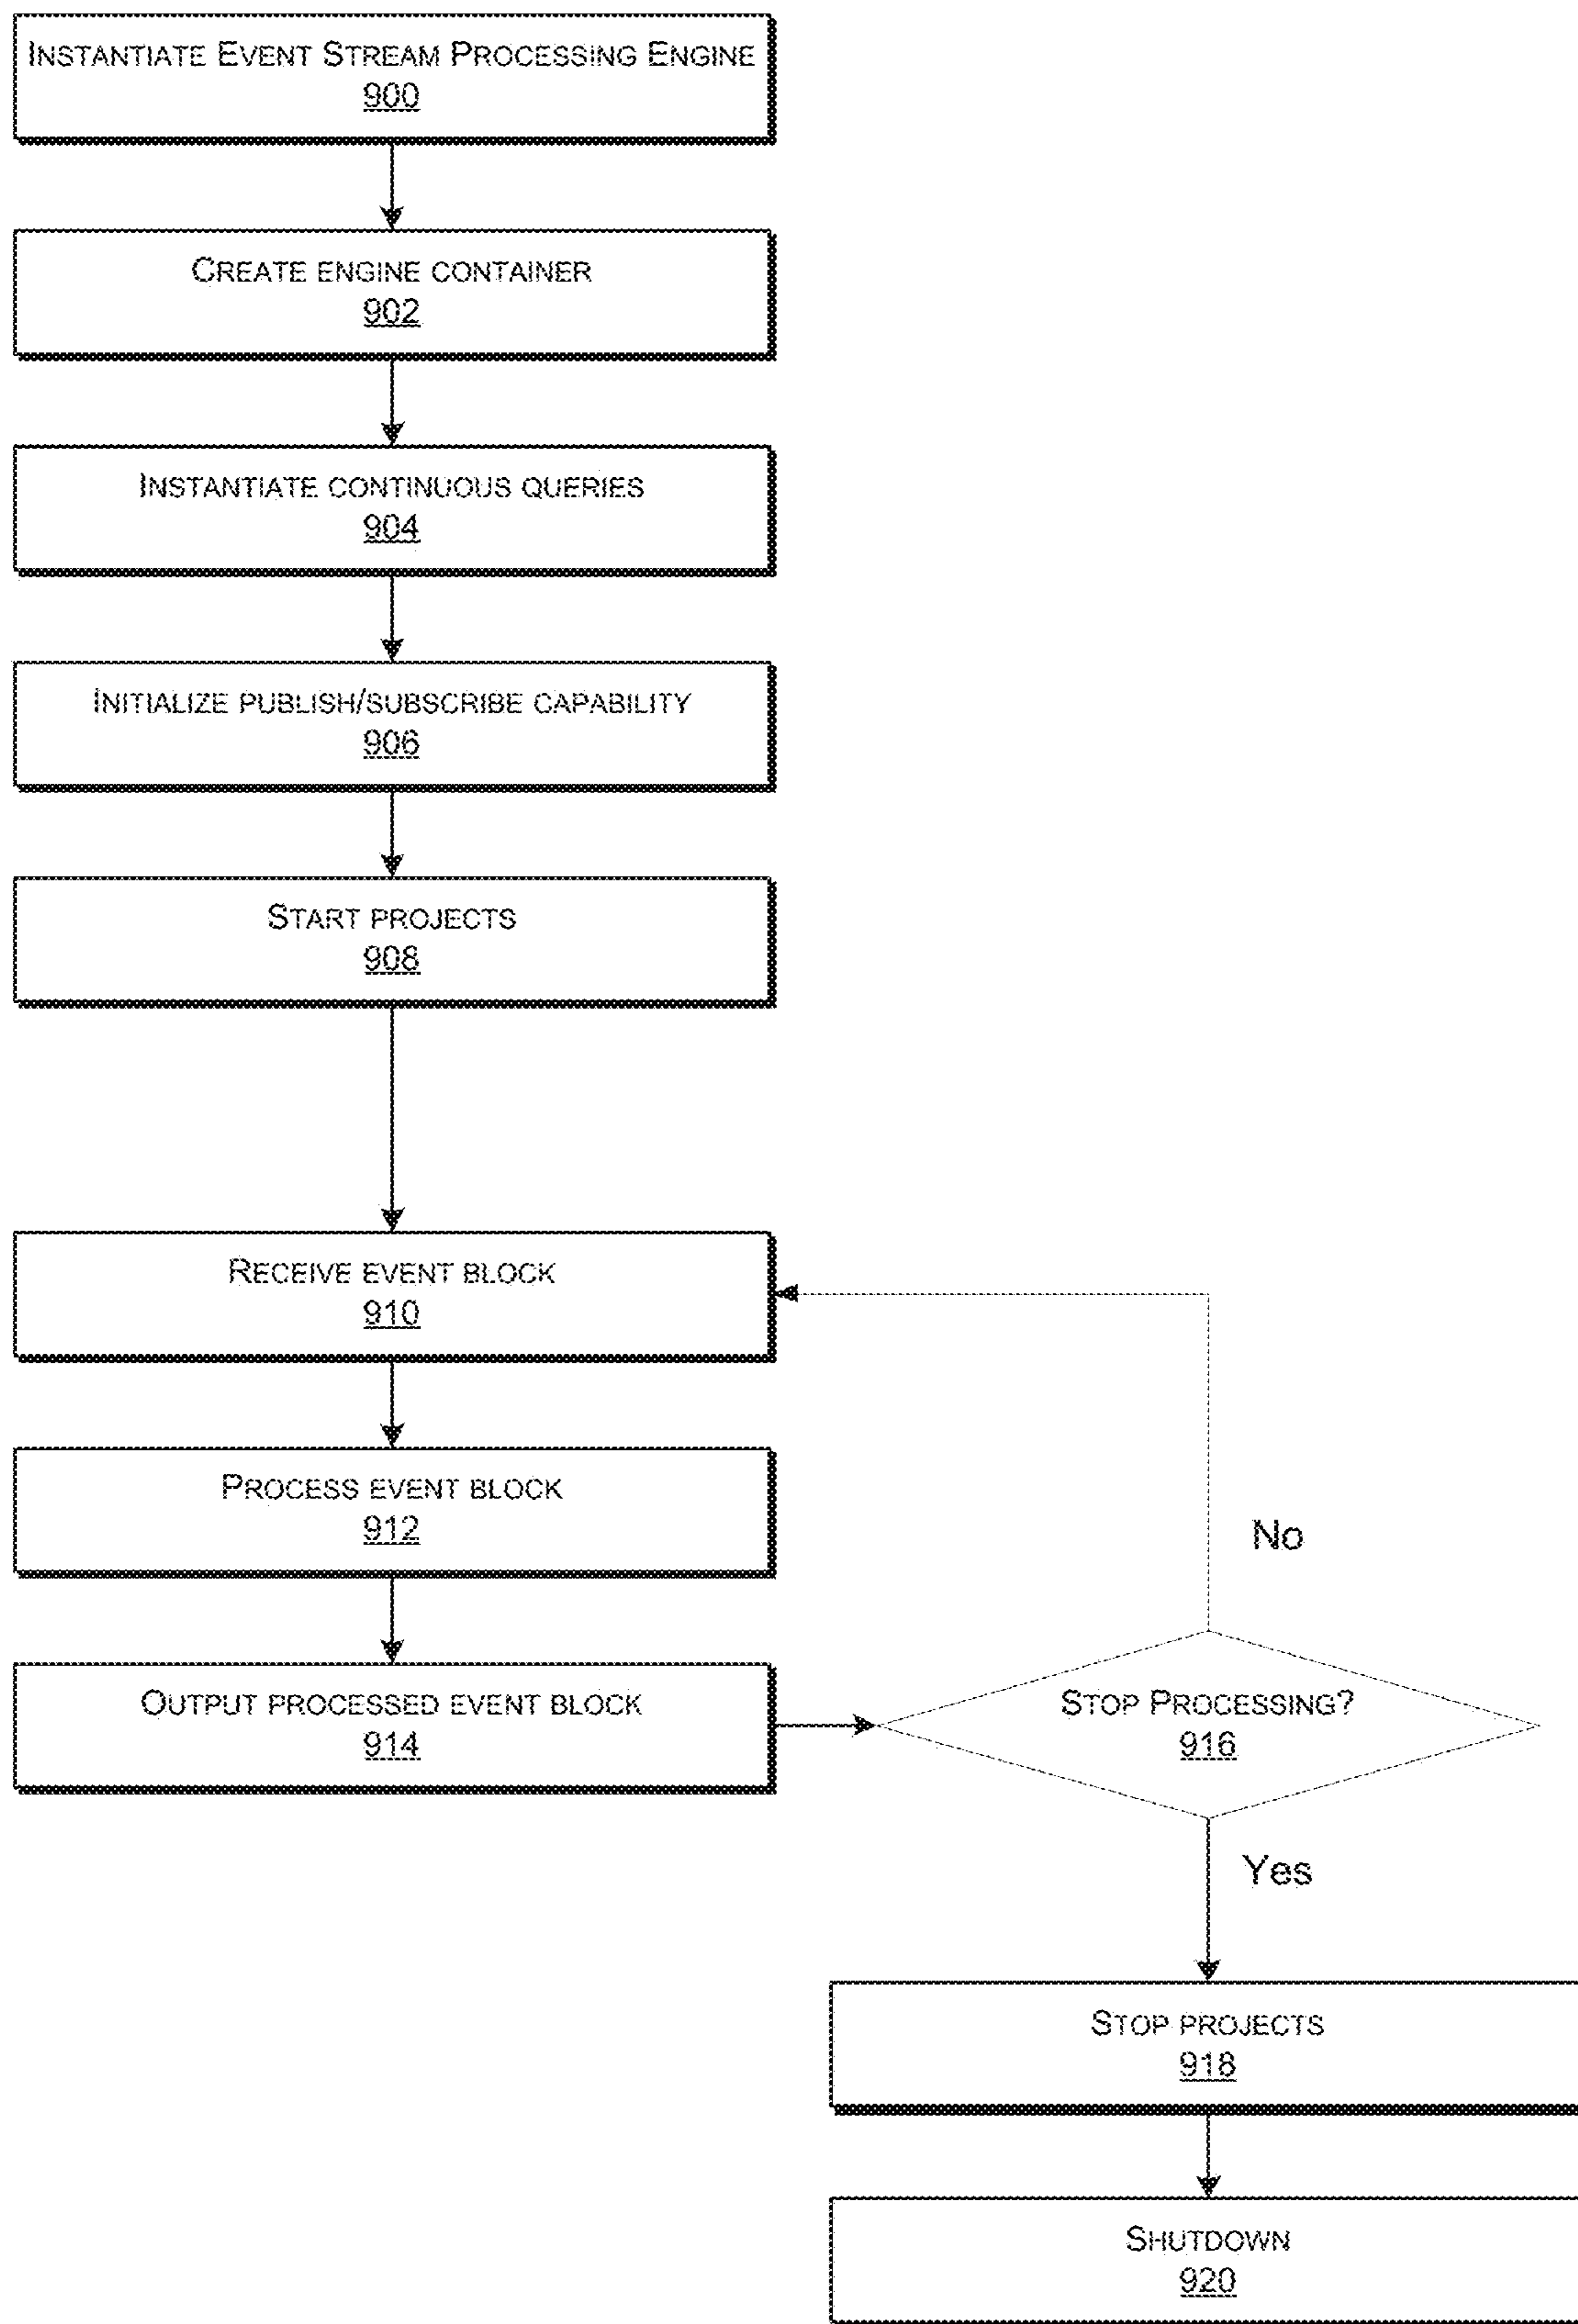 INSTANTIATE EVENT STREAM PROCESSING ENGINE
900
CREATE ENGINE CONTAINER
902
INSTANTIATE CONTINUOUS QUERIES
904
INITIALIZE PUBLISH/SUBSCRIBE CAPABILITY
906
START PROJECTS
908
RECEIVE EVENT BLOCK
910
PROCESS EVENT BLOCK
912
No
OUTPUT PROCESSED EVENT BLOCK
914
STOP PROCESSING?
916
Yes
STOP PROJECTS
918
SHUTDOWN
920